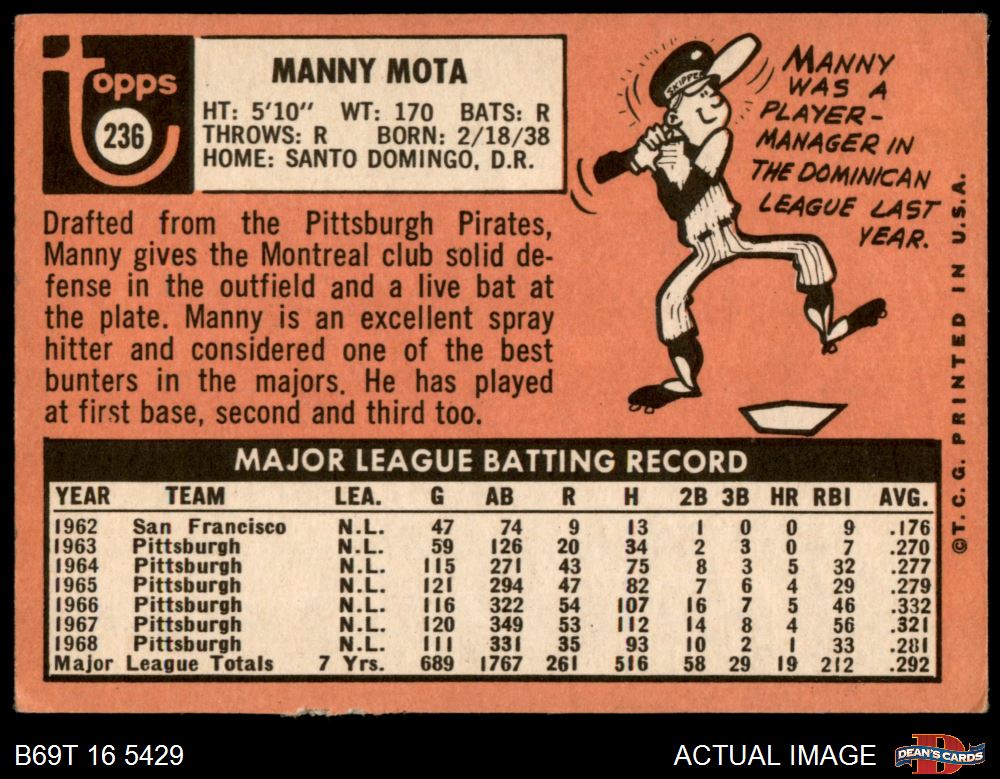 Topps
236
MANNY MOTA
HT: 5'10" WT: 170 BATS: R
THROWS: R BORN: 2/18/38
HOME: SANTO DOMINGO, D.R.
SKIPPER
MANNY
WAS A
PLAYER-
MANAGER IN
THE DOMINICAN
LEAGUE LAST
YEAR.
Drafted from the Pittsburgh Pirates,
Manny gives the Montreal club solid de-
fense in the outfield and a live bat at
the plate. Manny is an excellent spray
hitter and considered one of the best
bunters in the majors. He has played
at first base, second and third too.
MAJOR LEAGUE BATTING RECORD
YEAR TEAM LEA. G AB R H 2B 3B HR RBI AVG.
1962 San Francisco N.L. 47 74 9 13 1 0 0 9 .176
1963 Pittsburgh N.L. 59 126 20 34 2 3 0 7 .270
1964 Pittsburgh N.L. 115 271 43 75 8 3 5 32 .277
1965 Pittsburgh N.L. 121 294 47 82 7 6 4 29 .279
1966 Pittsburgh N.L. 116 322 54 107 16 7 5 46 .332
1967 Pittsburgh N.L. 120 349 53 112 14 8 4 56 .321
1968 Pittsburgh N.L. 111 331 35 93 10 2 1 33 .281
Major League Totals 7 Yrs. 689 1767 261 516 58 29 19 212 .292
©T.C.G. PRINTED IN U.S.A.
B69T 16 5429
ACTUAL IMAGE
DEAN'S CARDS